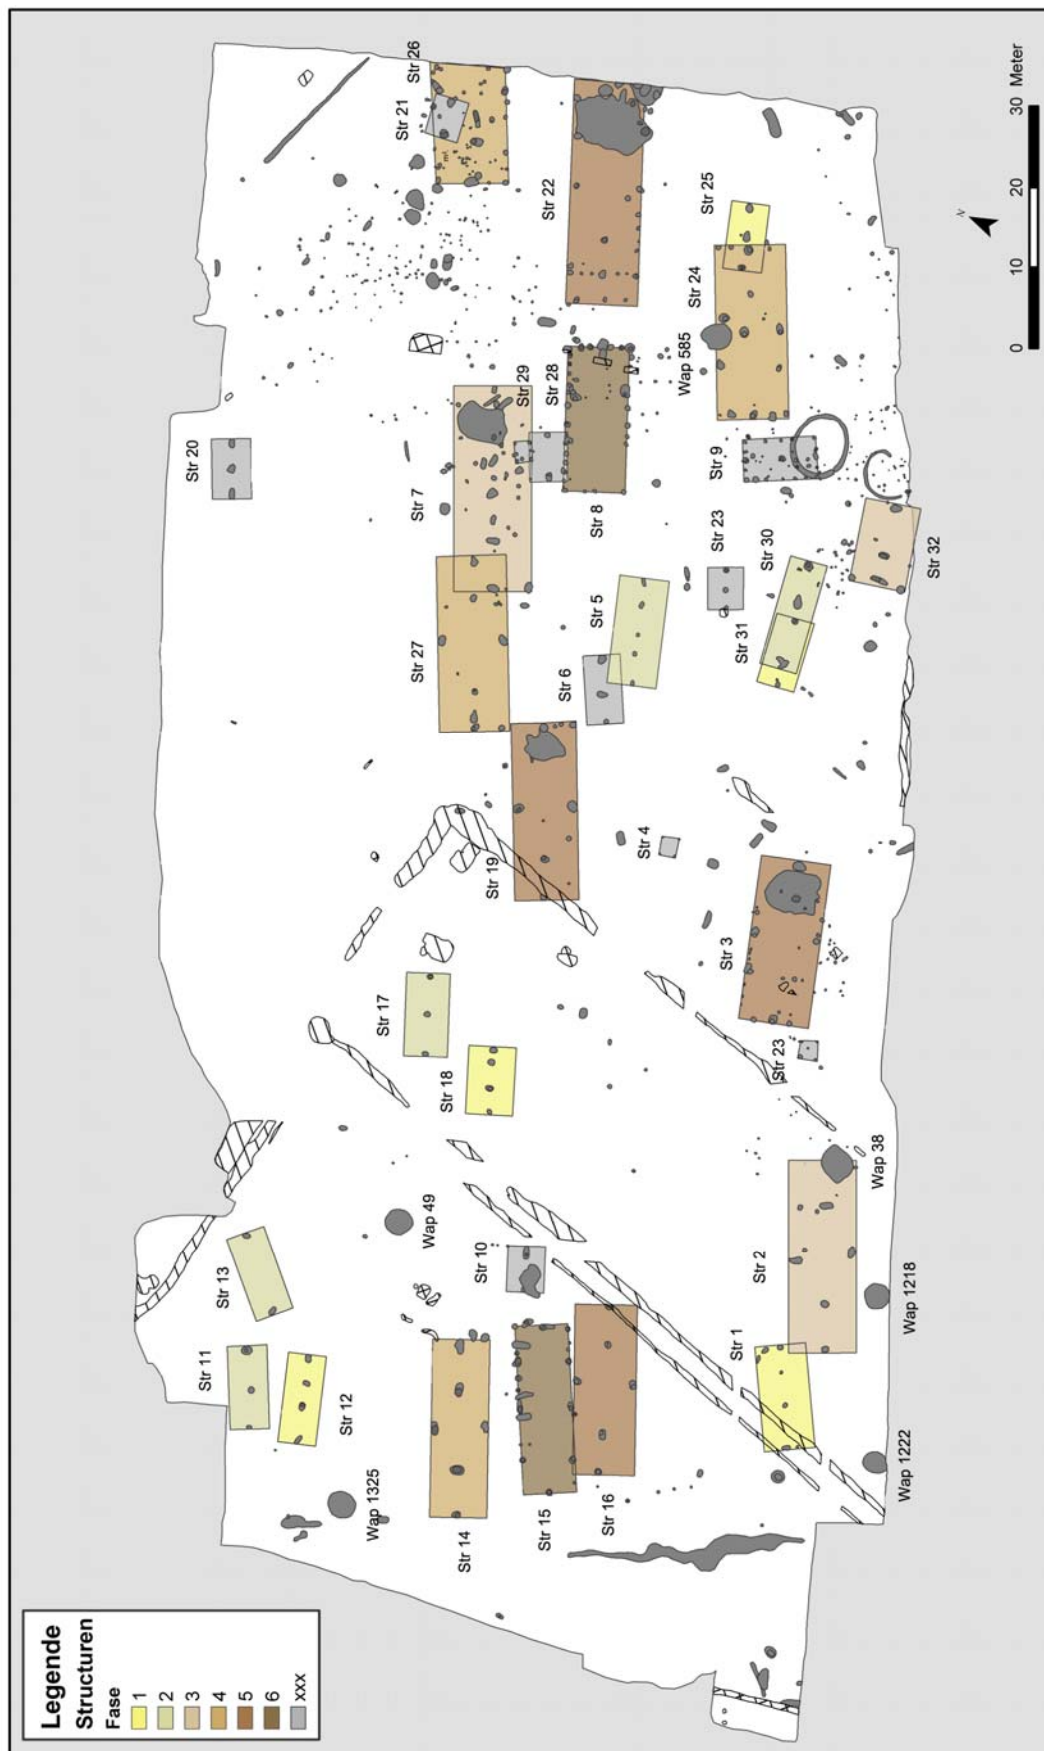 Legende
Structuren
Fase
1
2
3
4
5
6
xxx
Str 11
Str 12
Str 13
Wap 1325
Str 14
Str 15
Str 16
Str 10
Wap 49
Str 1
Str 2
Wap 1222
Wap 1218
Wap 38
Str 17
Str 18
Str 19
Str 23
Str 3
Str 4
Str 27
Str 7
Str 6
Str 5
Str 8
Str 28
Str 29
Str 20
Str 31
Str 30
Str 23
Str 32
Str 9
Wap 585
Str 24
Str 25
Str 22
Str 21
Str 26
N
0 10 20 30 Meter